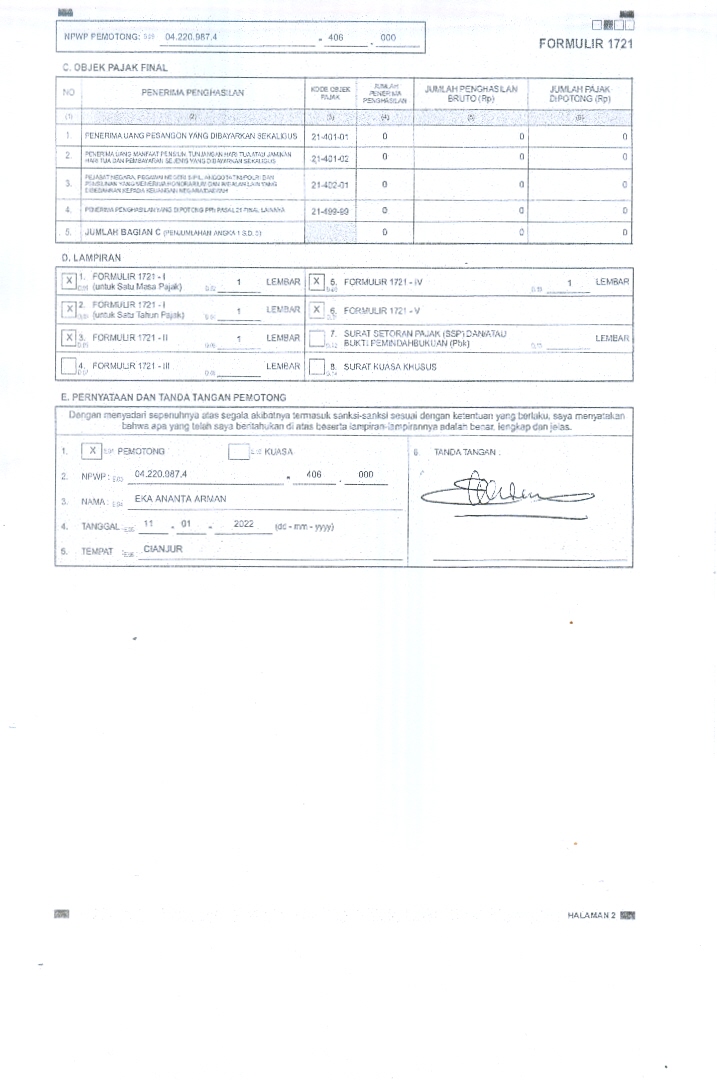 NPWP PEMOTONG: 04.220.987.4 - 406 . 000
FORMULIR 1721
C. OBJEK PAJAK FINAL
NO PENERIMA PENGHASILAN KODE OBJEK PAJAK JUMLAH PENERIMA PENGHASILAN JUMLAH PENGHASILAN BRUTO (Rp) JUMLAH PAJAK DIPOTONG (Rp)
(1) (2) (3) (4) (5) (6)
1. PENERIMA UANG PESANGON YANG DIBAYARKAN SEKALIGUS 21-401-01 0 0 0
2. PENERIMA UANG MANFAAT PENSIUN, TUNJANGAN HARI TUA ATAU JAMINAN
HARI TUA DAN PEMBAYARAN SEJENIS YANG DIBAYARKAN SEKALIGUS 21-401-02 0 0 0
3. PEJABAT NEGARA, PEGAWAI NEGERI SIPIL, ANGGOTA TNI/POLRI DAN
PENSIUNAN YANG MENERIMA HONORARIUM DAN IMBALAN LAIN YANG
DIBEBANKAN KEPADA KEUANGAN NEGARA/DAERAH 21-402-01 0 0 0
4. PENERIMA PENGHASILAN YANG DIPOTONG PPh PASAL 21 FINAL LAINNYA 21-499-99 0 0 0
5. JUMLAH BAGIAN C (PENJUMLAHAN ANGKA 1 S.D. 5) 0 0 0
D. LAMPIRAN
X 1. FORMULIR 1721 - I (untuk Satu Masa Pajak) 1 LEMBAR
X 5. FORMULIR 1721 - IV 1 LEMBAR
X 2. FORMULIR 1721 - I (untuk Satu Tahun Pajak) 1 LEMBAR
X 6. FORMULIR 1721 - V
X 3. FORMULIR 1721 - II 1 LEMBAR
7. SURAT SETORAN PAJAK (SSP) DAN/ATAU BUKTI PEMINDAHBUKUAN (Pbk) LEMBAR
4. FORMULIR 1721 - III
8. SURAT KUASA KHUSUS
E. PERNYATAAN DAN TANDA TANGAN PEMOTONG
Dengan menyadari sepenuhnya atas segala akibatnya termasuk sanksi-sanksi sesuai dengan ketentuan yang berlaku, saya menyatakan
bahwa apa yang telah saya beritahukan di atas beserta lampiran-lampirannya adalah benar, lengkap dan jelas.
1. X PEMOTONG KUASA
6. TANDA TANGAN :
2. NPWP : 04.220.987.4 - 406 . 000
3. NAMA : EKA ANANTA ARMAN
4. TANGGAL : 11 - 01 - 2022 (dd - mm - yyyy)
5. TEMPAT : CIANJUR
HALAMAN 2